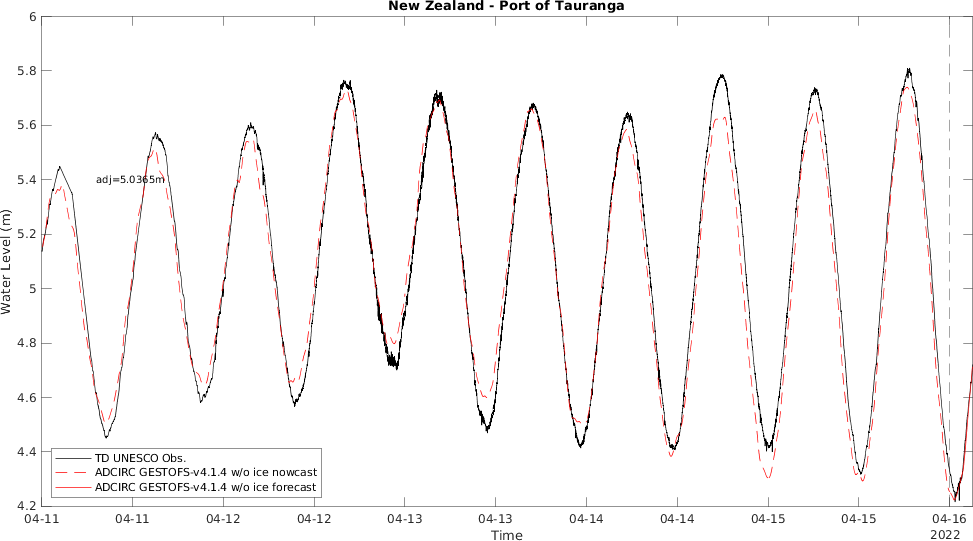 New Zealand - Port of Tauranga
6
5.8
5.6
5.4
5.2
5
4.8
4.6
4.4
4.2
Water Level (m)
adj=5.0365m
TD UNESCO Obs.
ADCIRC GESTOFS-v4.1.4 w/o ice nowcast
ADCIRC GESTOFS-v4.1.4 w/o ice forecast
04-11 04-11 04-12 04-12 04-13 04-13 04-14 04-14 04-15 04-15 04-16
2022
Time